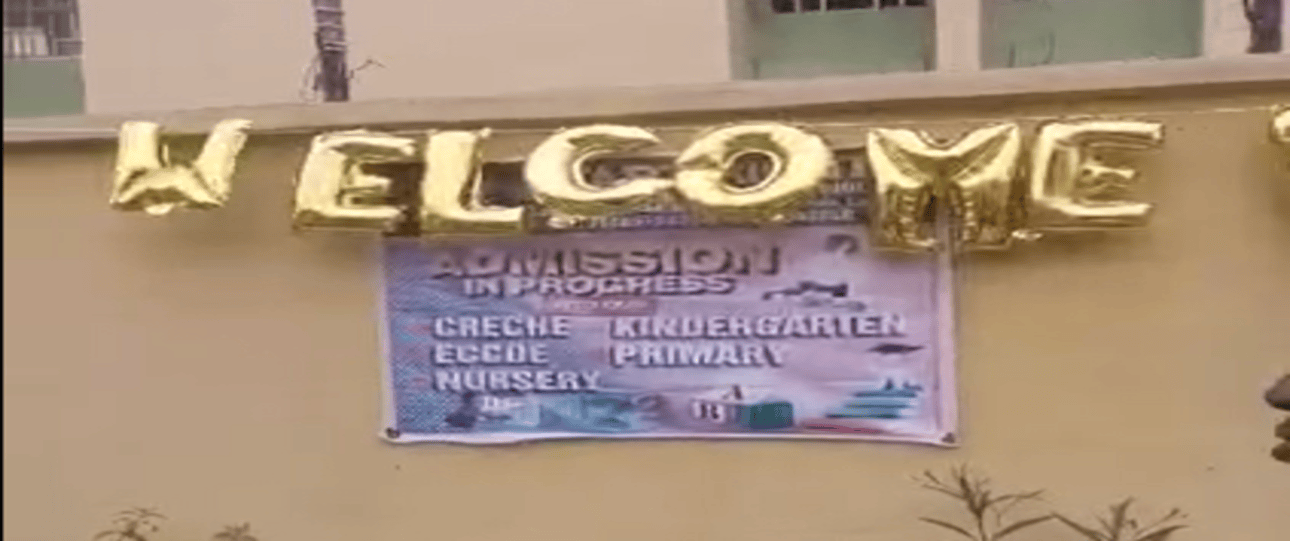 WELCOME
ADMISSION
IN PROGRESS
CRECHE KINDERGARTEN
ECCDE PRIMARY
NURSERY
A
B